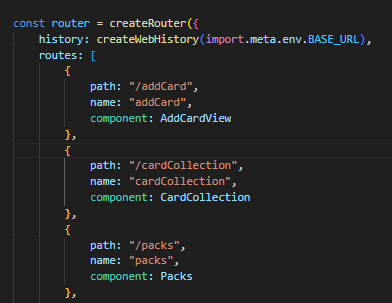 const router = createRouter({
    history: createWebHistory(import.meta.env.BASE_URL),
    routes: [
        {
            path: "/addCard",
            name: "addCard",
            component: AddCardView
        },
        {
            path: "/cardCollection",
            name: "cardCollection",
            component: CardCollection
        },
        {
            path: "/packs",
            name: "packs",
            component: Packs
        },